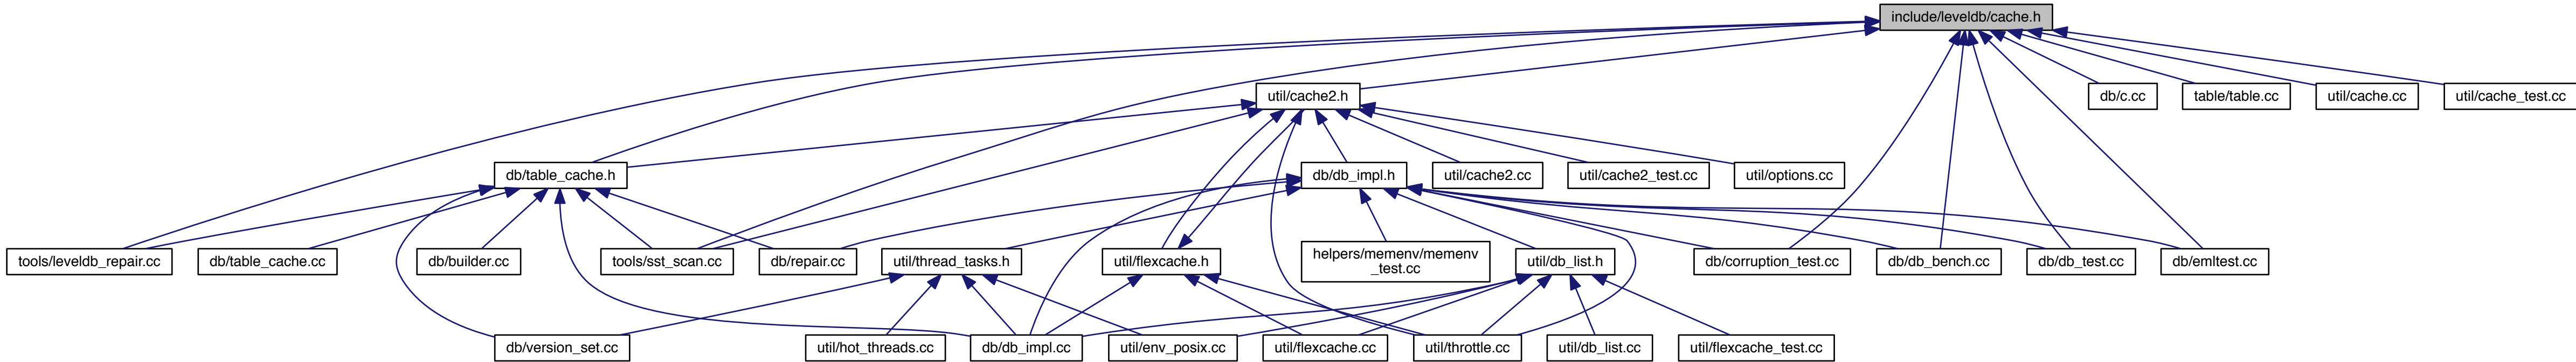 include/leveldb/cache.h
util/cache2.h
db/c.cc
table/table.cc
util/cache.cc
util/cache_test.cc
db/table_cache.h
db/db_impl.h
util/cache2.cc
util/cache2_test.cc
util/options.cc
tools/leveldb_repair.cc
db/table_cache.cc
db/builder.cc
tools/sst_scan.cc
db/repair.cc
util/thread_tasks.h
util/flexcache.h
helpers/memenv/memenv
_test.cc
util/db_list.h
db/corruption_test.cc
db/db_bench.cc
db/db_test.cc
db/emltest.cc
db/version_set.cc
util/hot_threads.cc
db/db_impl.cc
util/env_posix.cc
util/flexcache.cc
util/throttle.cc
util/db_list.cc
util/flexcache_test.cc